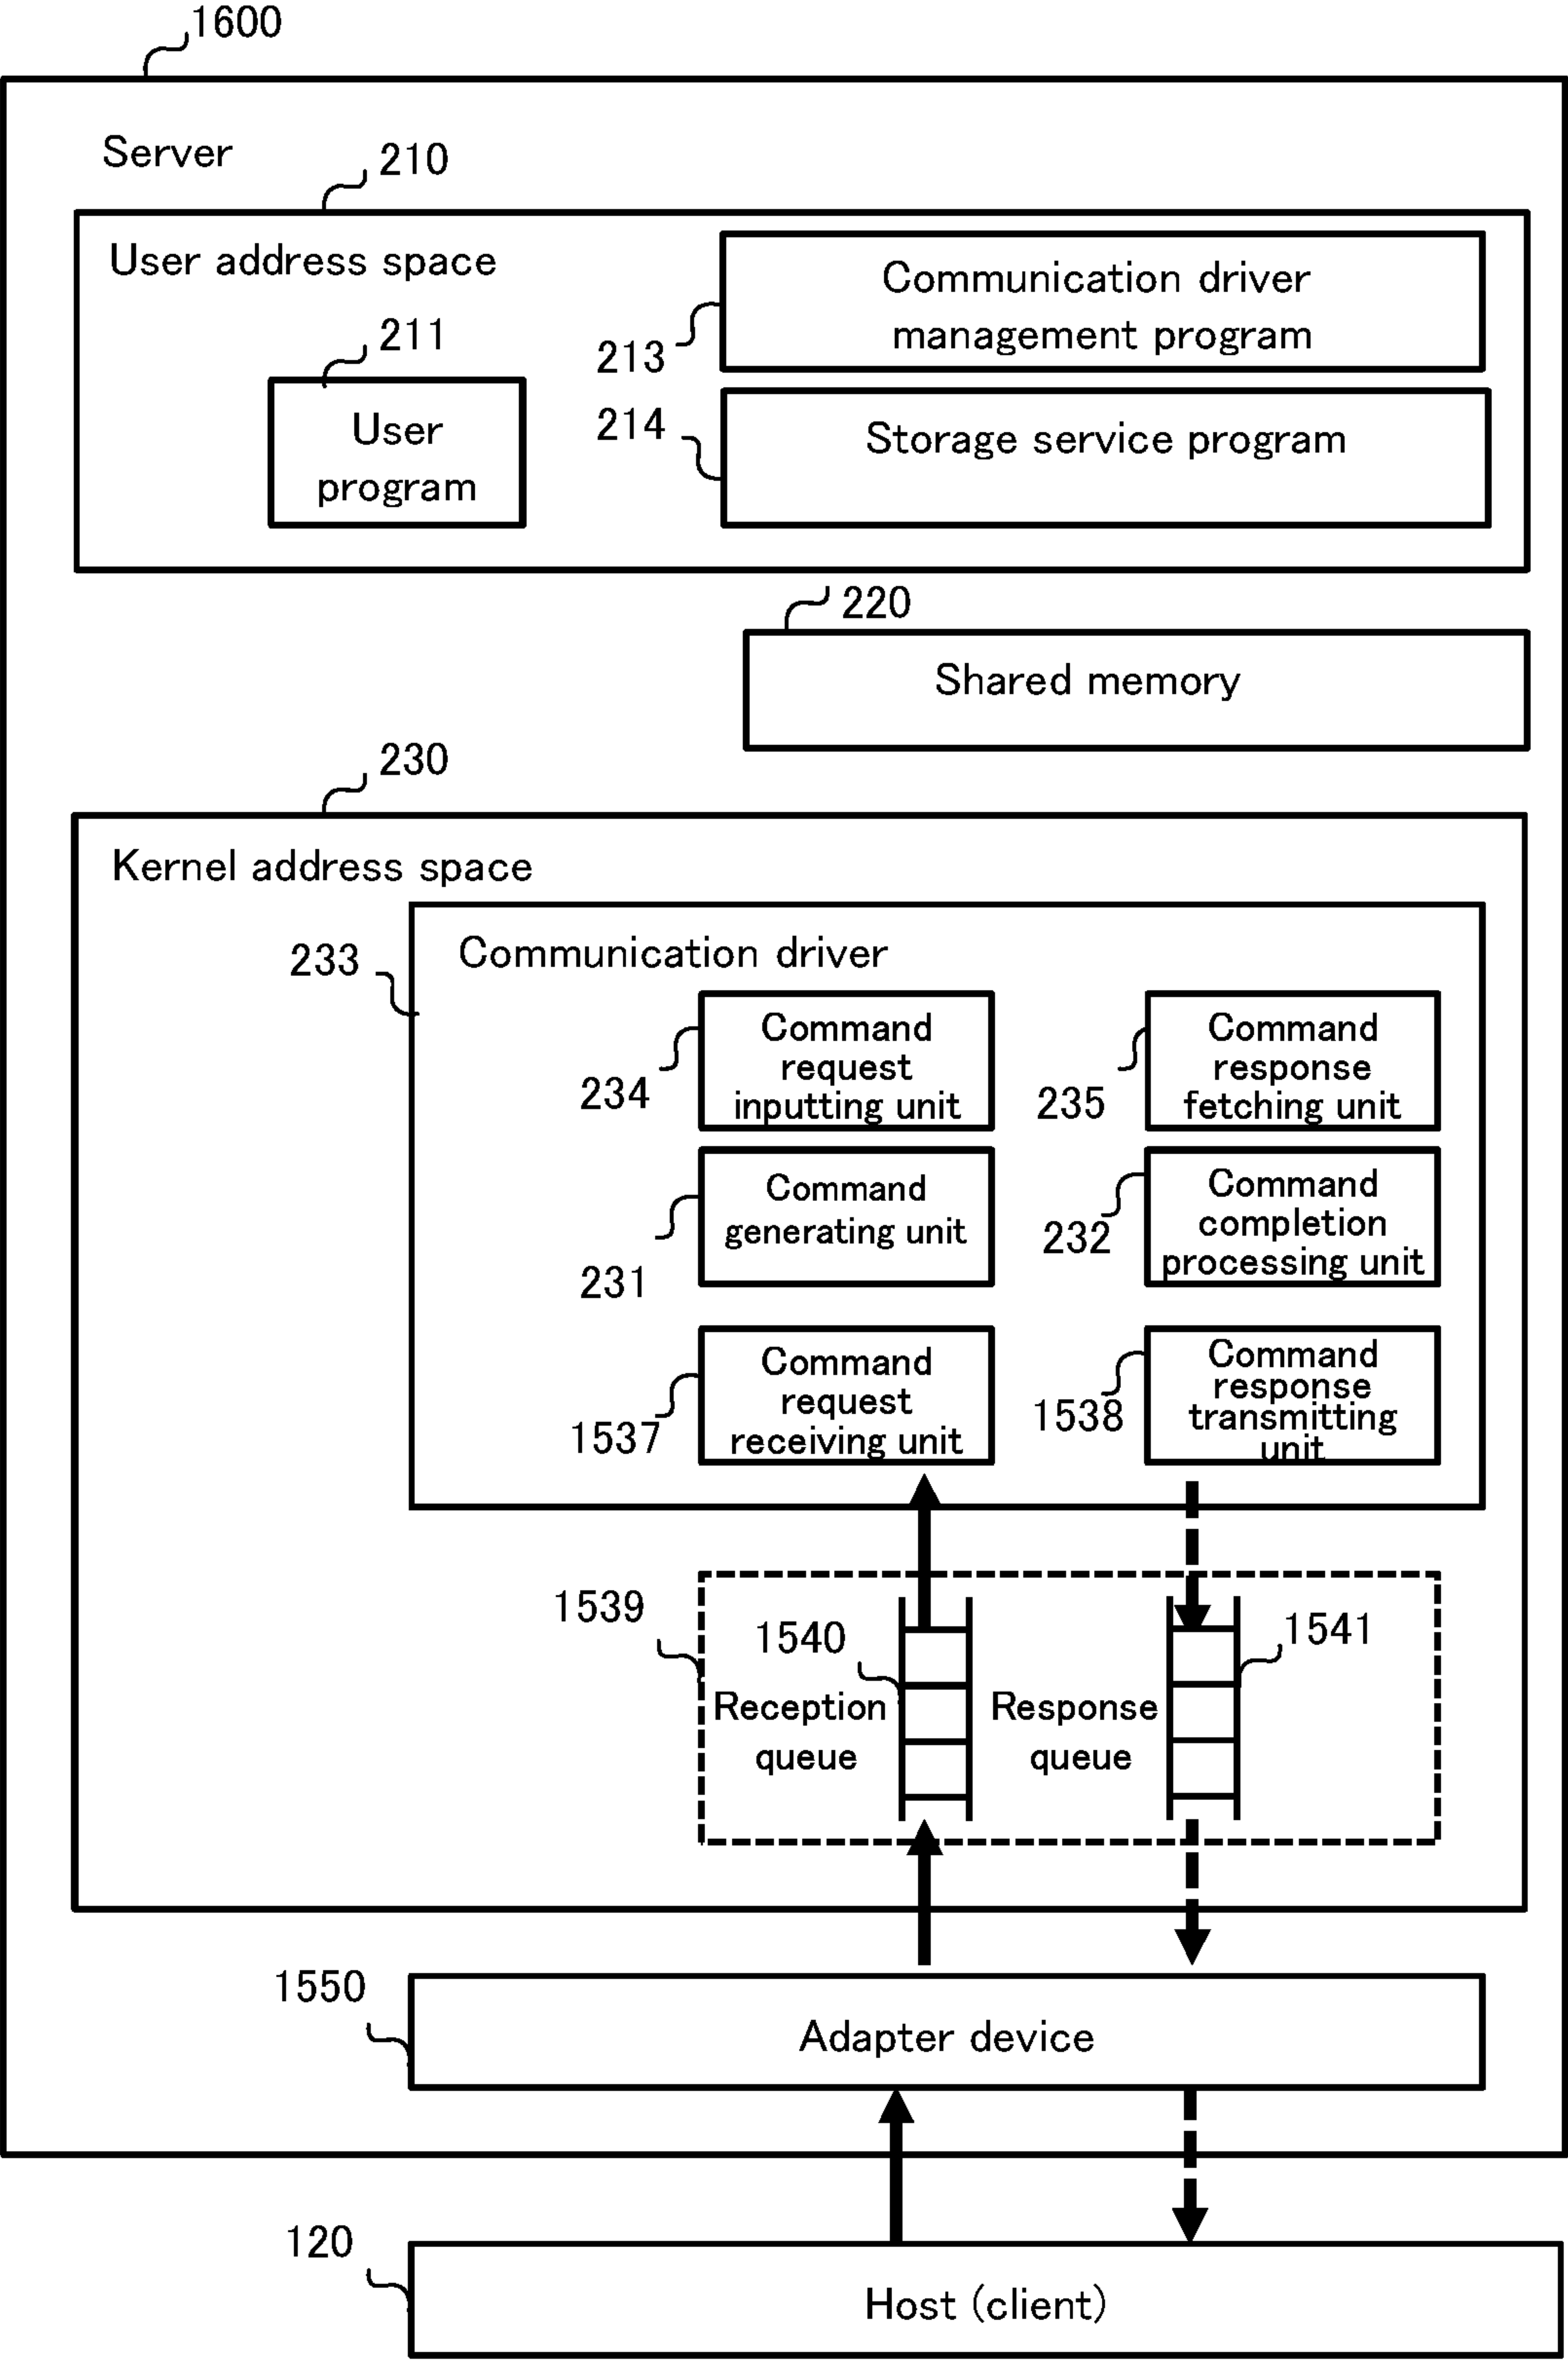 1600
Server
210
User address space
Communication driver
management program
213
211
User
program
214
Storage service program
220
Shared memory
230
Kernel address space
233
Communication driver
Command
request
inputting unit
234
Command
response
fetching unit
235
Command
generating unit
231
Command
completion
processing unit
232
Command
request
receiving unit
1537
Command
response
transmitting
unit
1538
1539
1540
1541
Reception
queue
Response
queue
1550
Adapter device
120
Host (client)